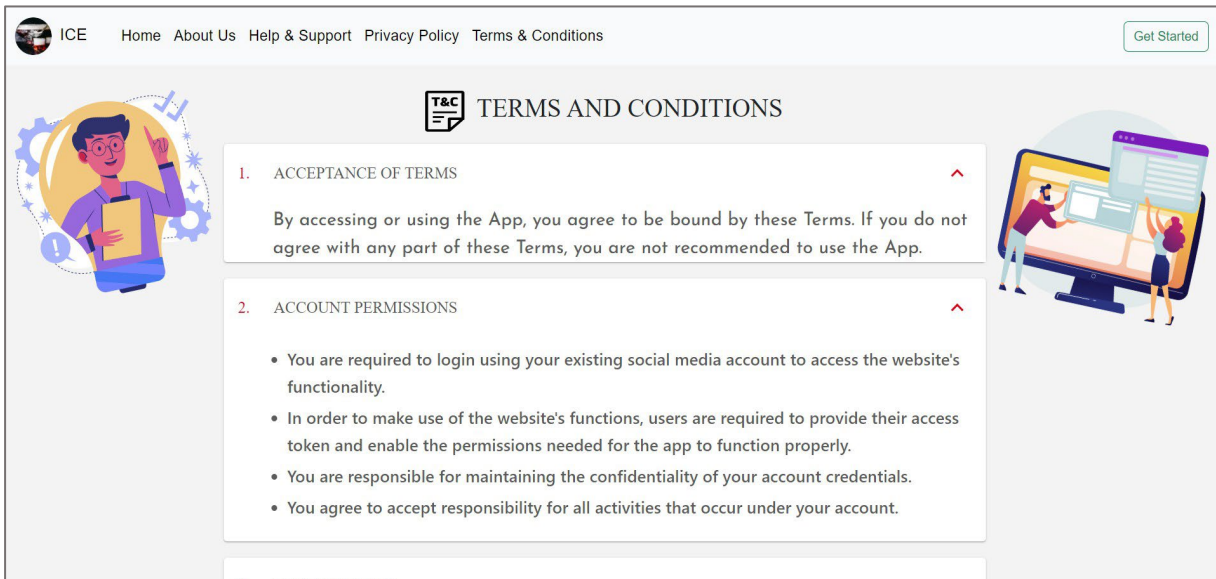 ICE Home About Us Help & Support Privacy Policy Terms & Conditions Get Started
T&C TERMS AND CONDITIONS
1. ACCEPTANCE OF TERMS
By accessing or using the App, you agree to be bound by these Terms. If you do not
agree with any part of these Terms, you are not recommended to use the App.
2. ACCOUNT PERMISSIONS
• You are required to login using your existing social media account to access the website's
functionality.
• In order to make use of the website's functions, users are required to provide their access
token and enable the permissions needed for the app to function properly.
• You are responsible for maintaining the confidentiality of your account credentials.
• You agree to accept responsibility for all activities that occur under your account.